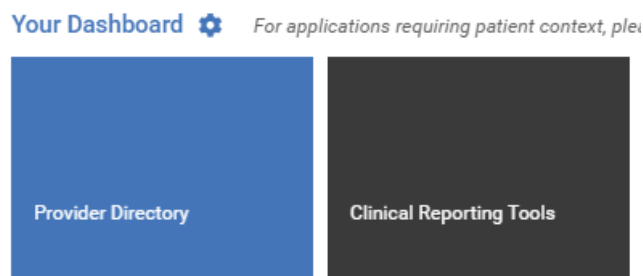 Your Dashboard For applications requiring patient context,
Provider Directory
Clinical Reporting Tools